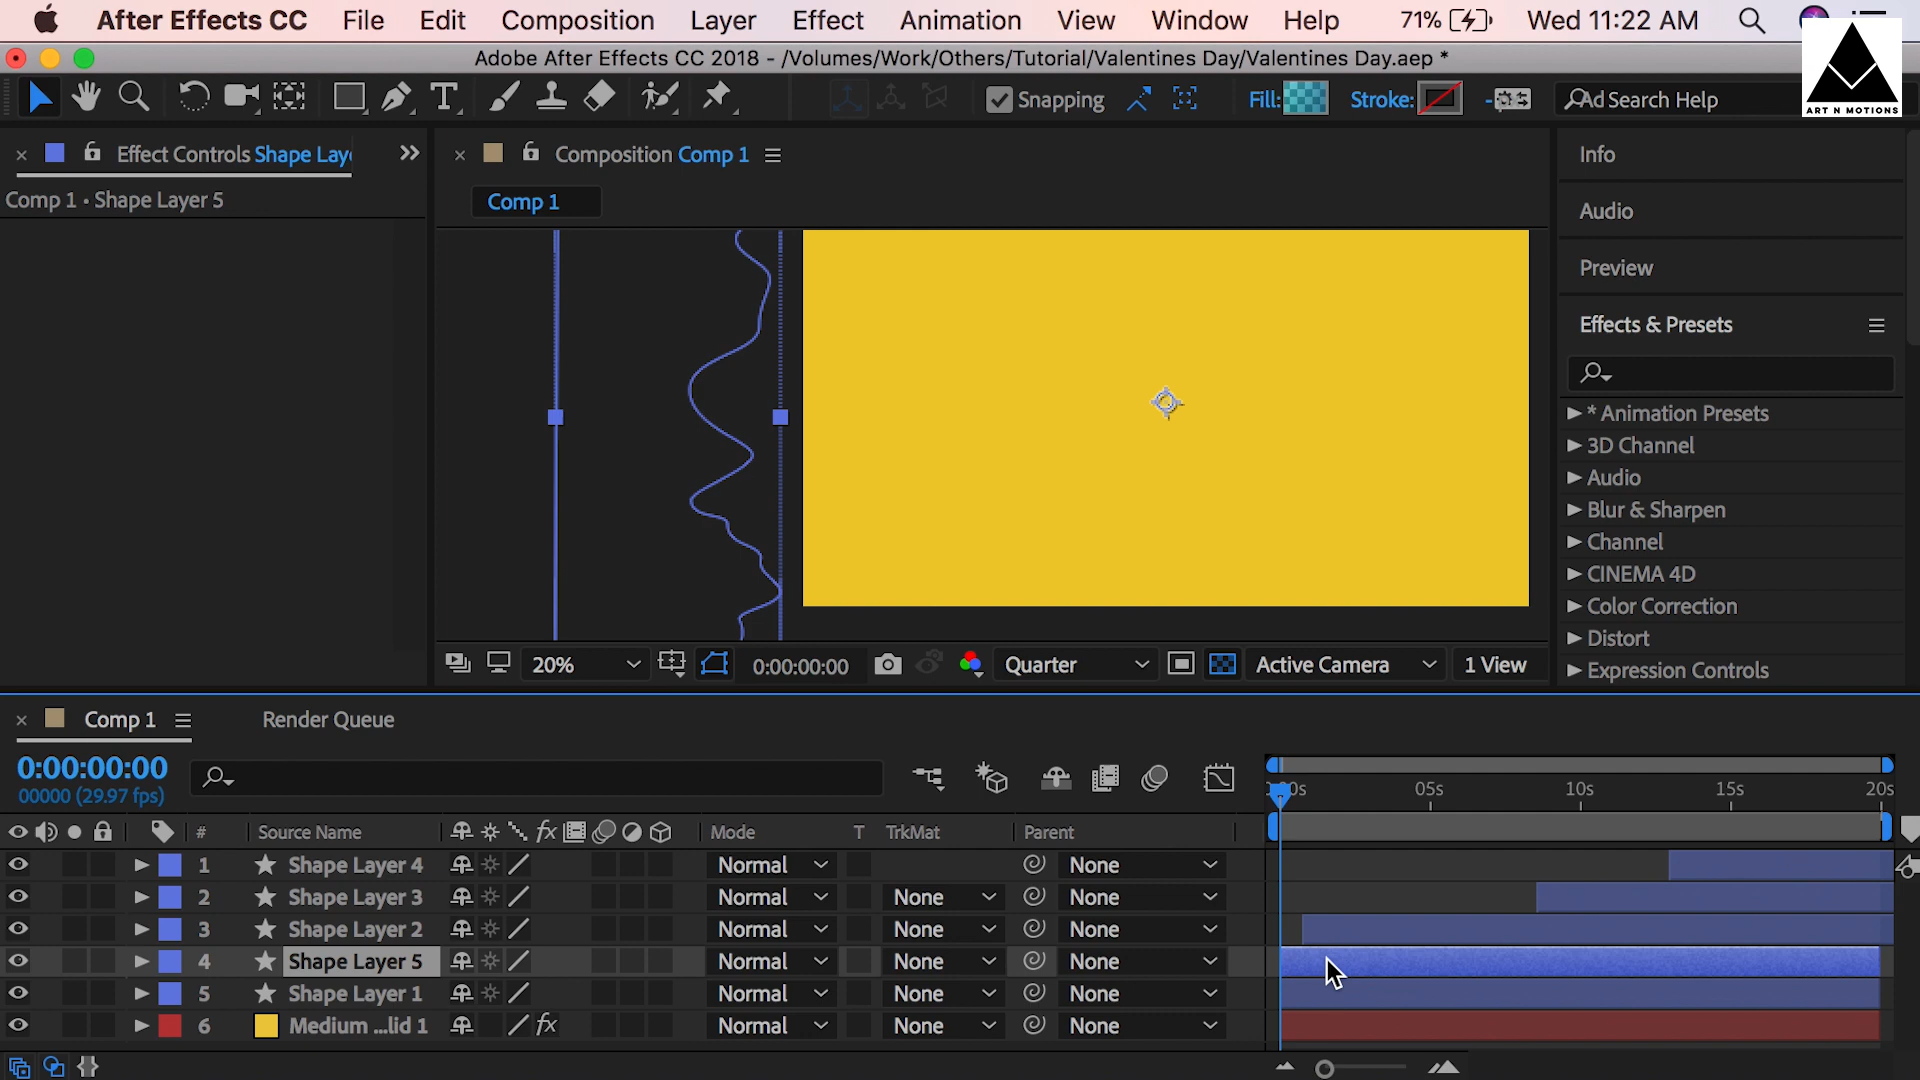 After Effects CC File Edit Composition Layer Effect Animation View Window Help 71% Wed 11:22 AM
Adobe After Effects CC 2018 - /Volumes/Work/Others/Tutorial/Valentines Day/Valentines Day.aep *
ART N MOTIONS
T Snapping Fill: Stroke: Ad Search Help
Effect Controls Shape Laye
Composition Comp 1
Comp 1 • Shape Layer 5
Comp 1
Info
Audio
Preview
Effects & Presets
* Animation Presets
3D Channel
Audio
Blur & Sharpen
Channel
CINEMA 4D
Color Correction
Distort
Expression Controls
20% 0:00:00:00 Quarter Active Camera 1 View
Comp 1 Render Queue
0:00:00:00
00000 (29.97 fps)
05s 10s 15s 20s
# Source Name fx Mode T TrkMat Parent
1 Shape Layer 4 Normal None
2 Shape Layer 3 Normal None None
3 Shape Layer 2 Normal None None
4 Shape Layer 5 Normal None None
5 Shape Layer 1 Normal None None
6 Medium ...lid 1 fx Normal None None